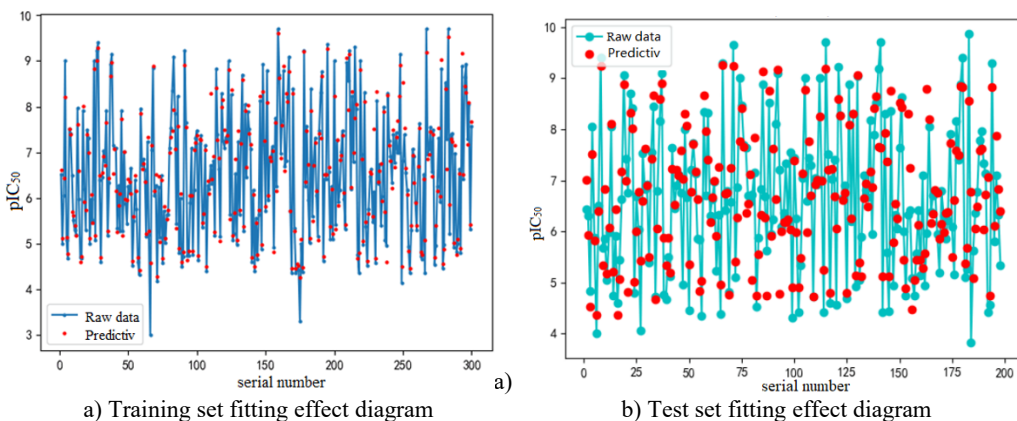 10
9
8
7
6
5
4
3
pIC50
Raw data
Predictiv
0 50 100 150 200 250 300
serial number
a)
a) Training set fitting effect diagram
10
9
8
7
6
5
4
pIC50
Raw data
Predictiv
0 25 50 75 100 125 150 175 200
serial number
b) Test set fitting effect diagram